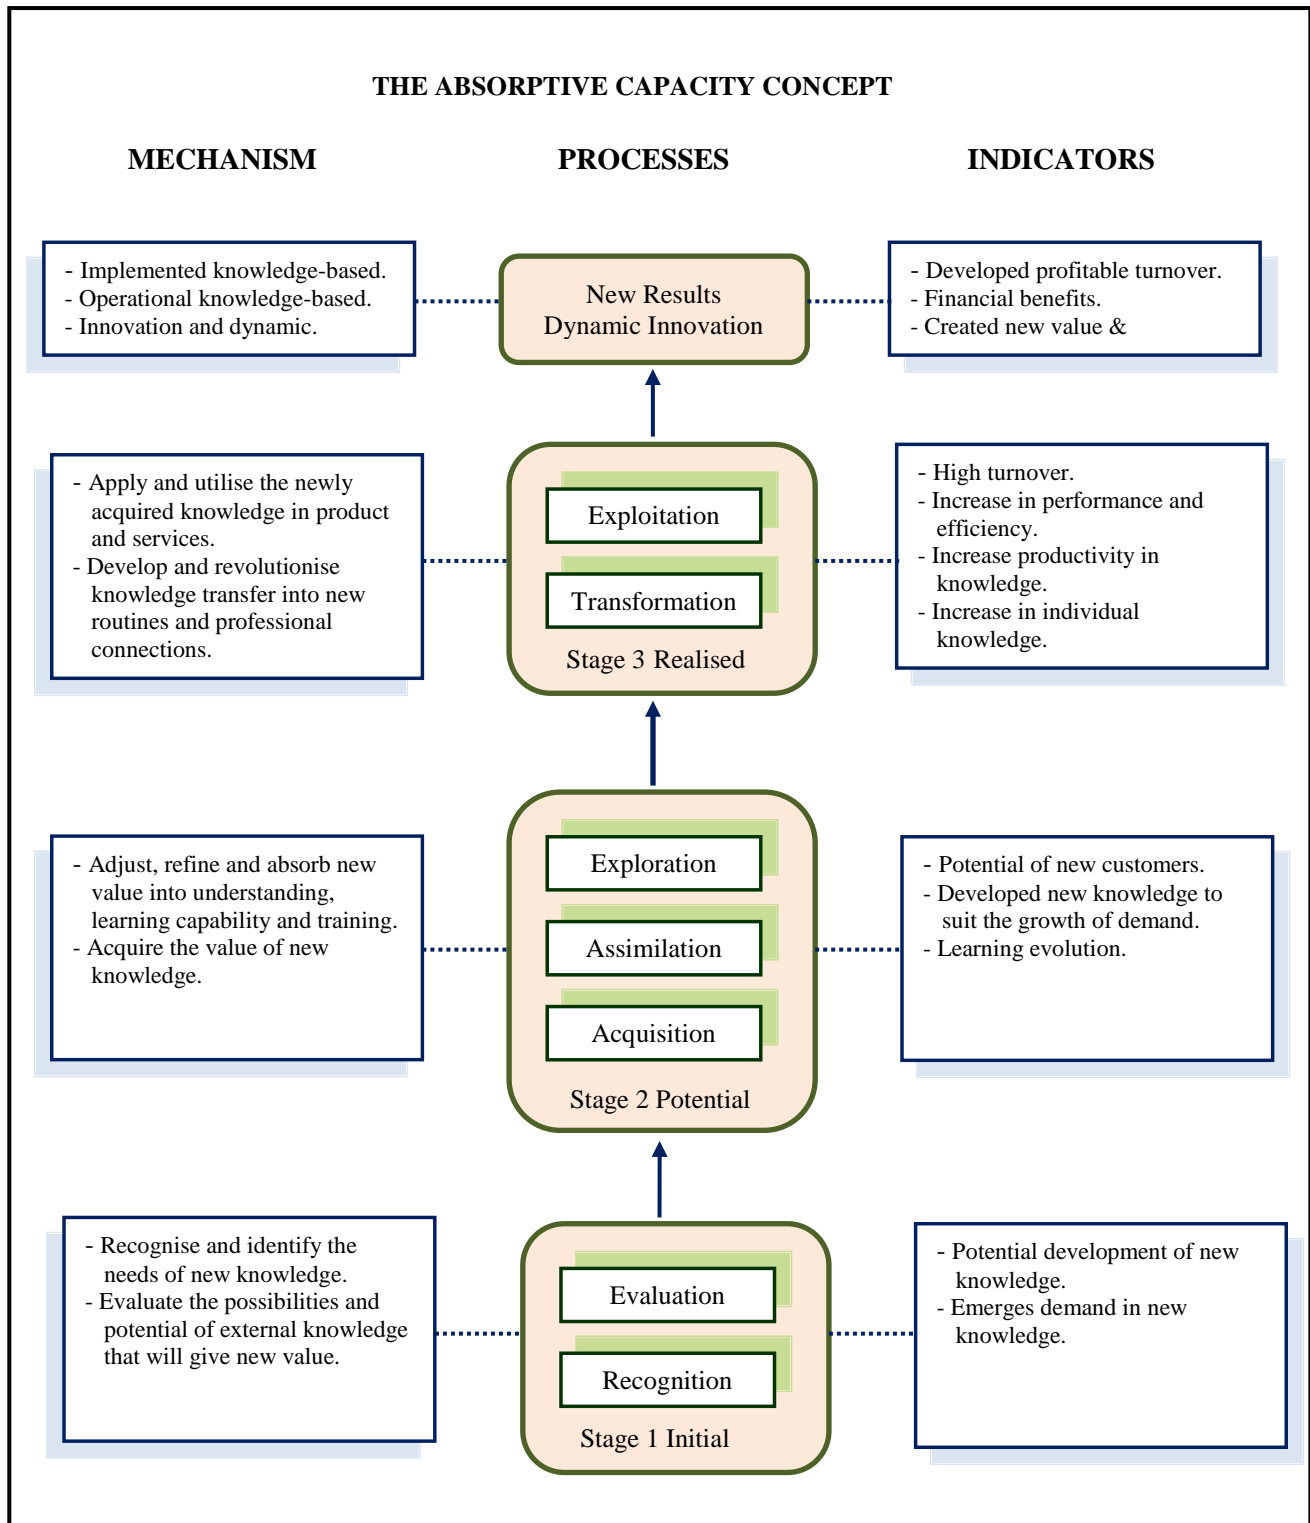 THE ABSORPTIVE CAPACITY CONCEPT
MECHANISM
PROCESSES
INDICATORS
- Implemented knowledge-based.
- Operational knowledge-based.
- Innovation and dynamic.
New Results
Dynamic Innovation
- Developed profitable turnover.
- Financial benefits.
- Created new value &
- Apply and utilise the newly
acquired knowledge in product
and services.
- Develop and revolutionise
knowledge transfer into new
routines and professional
connections.
Exploitation
Transformation
Stage 3 Realised
- High turnover.
- Increase in performance and
efficiency.
- Increase productivity in
knowledge.
- Increase in individual
knowledge.
- Adjust, refine and absorb new
value into understanding,
learning capability and training.
- Acquire the value of new
knowledge.
Exploration
Assimilation
Acquisition
Stage 2 Potential
- Potential of new customers.
- Developed new knowledge to
suit the growth of demand.
- Learning evolution.
- Recognise and identify the
needs of new knowledge.
- Evaluate the possibilities and
potential of external knowledge
that will give new value.
Evaluation
Recognition
Stage 1 Initial
- Potential development of new
knowledge.
- Emerges demand in new
knowledge.